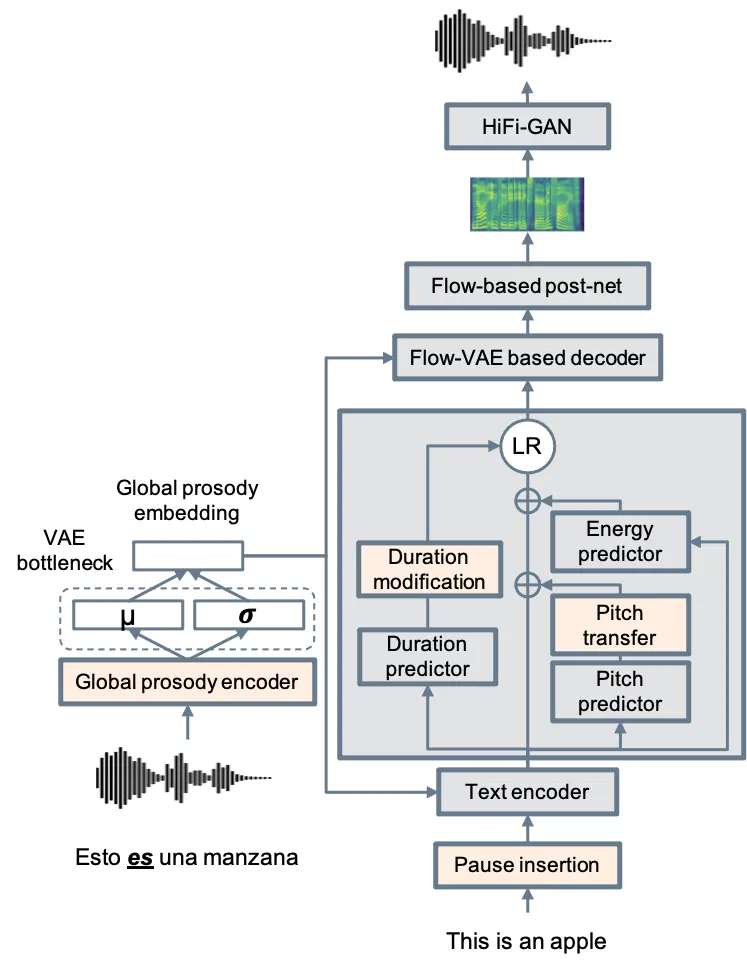 HiFi-GAN
Flow-based post-net
Flow-VAE based decoder
LR
Global prosody
embedding
VAE
bottleneck
μ
σ
Global prosody encoder
Esto es una manzana
Duration
modification
Duration
predictor
Energy
predictor
Pitch
transfer
Pitch
predictor
Text encoder
Pause insertion
This is an apple